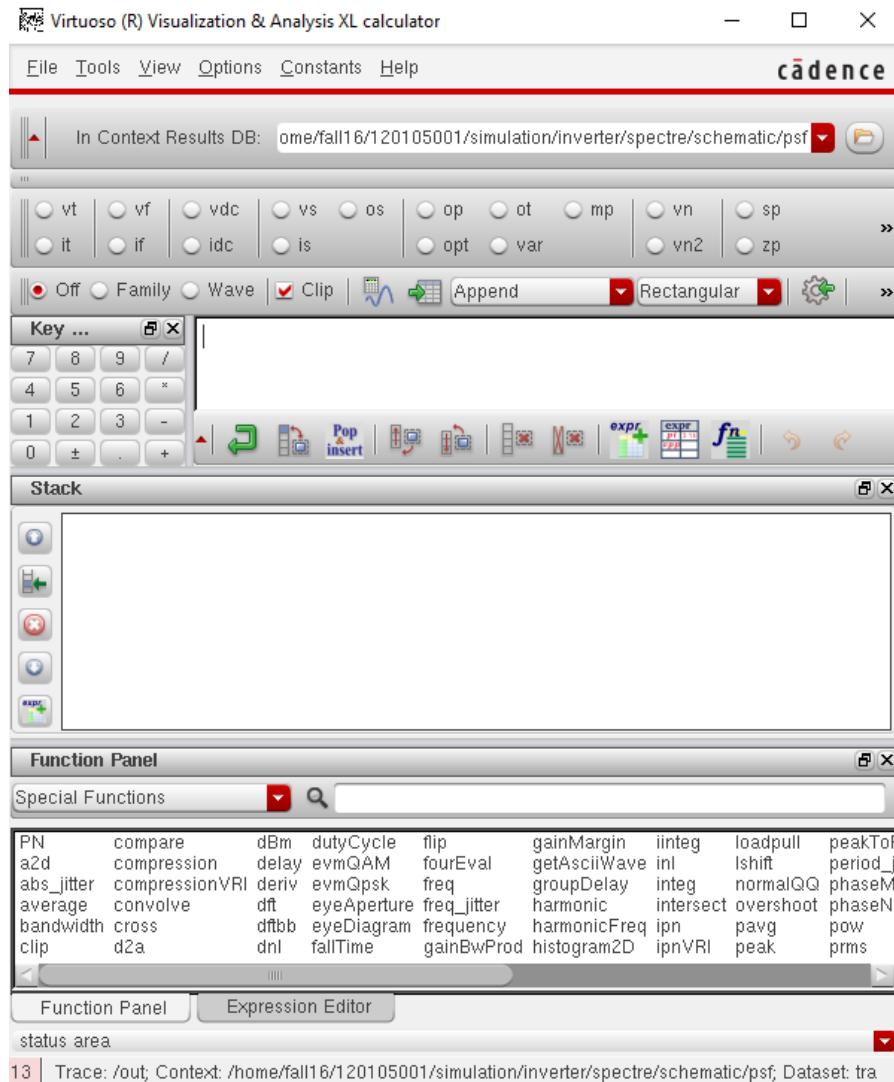 Virtuoso (R) Visualization & Analysis XL calculator
File Tools View Options Constants Help cādence
In Context Results DB: ome/fall16/120105001/simulation/inverter/spectre/schematic/psf
vt vf vdc vs os op ot mp vn sp
it if idc is opt var vn2 zp
»
Off Family Wave Clip Append Rectangular »
Key ...
7 8 9 /
4 5 6 *
1 2 3 -
0 ± . +
Pop & insert expr expr fn
Stack
expr
Function Panel
Special Functions
PN compare dBm dutyCycle flip gainMargin iinteg loadpull peakTo
a2d compression delay evmQAM fourEval getAsciiWave inl lshift period_j
abs_jitter compressionVRI deriv evmQpsk freq groupDelay integ normalQQ phaseM
average convolve dft eyeAperture freq_jitter harmonic intersect overshoot phaseN
bandwidth cross dftbb eyeDiagram frequency harmonicFreq ipn pavg pow
clip d2a dnl fallTime gainBwProd histogram2D ipnVRI peak prms
Function Panel Expression Editor
status area
13 Trace: /out; Context: /home/fall16/120105001/simulation/inverter/spectre/schematic/psf; Dataset: tra